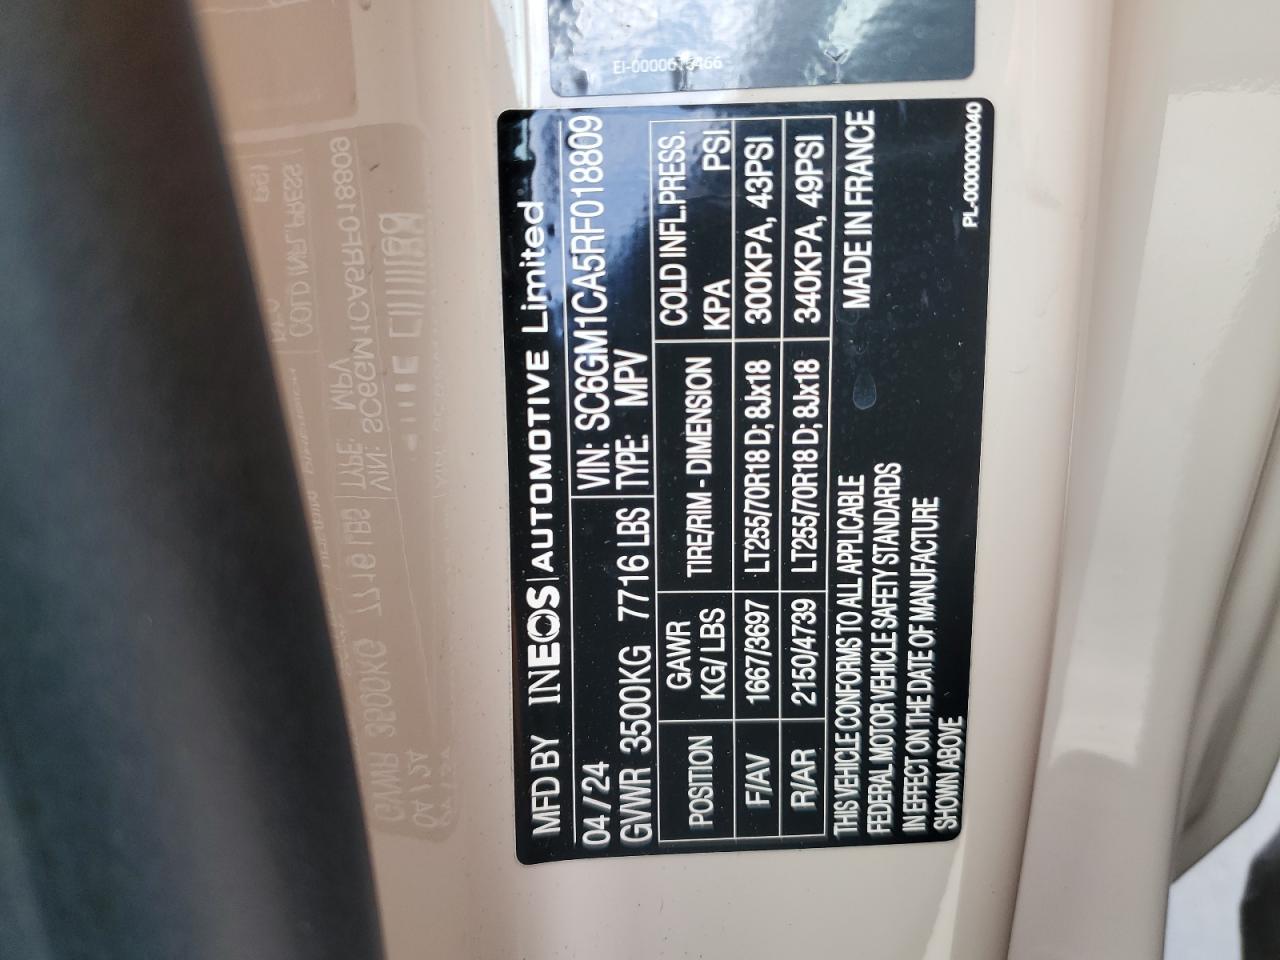 EI-0000015466
MFD BY INEOS AUTOMOTIVE Limited
04 / 24 VIN: SC6GM1CA5RF018809
GVWR 3500KG 7716 LBS TYPE: MPV
POSITION GAWR KG/ LBS TIRE/RIM - DIMENSION COLD INFL.PRESS. KPA PSI
F/AV 1667/3697 LT255/70R18 D; 8Jx18 300KPA, 43PSI
R/AR 2150/4739 LT255/70R18 D; 8Jx18 340KPA, 49PSI
THIS VEHICLE CONFORMS TO ALL APPLICABLE
FEDERAL MOTOR VEHICLE SAFETY STANDARDS
IN EFFECT ON THE DATE OF MANUFACTURE
SHOWN ABOVE
MADE IN FRANCE
PL-0000000040